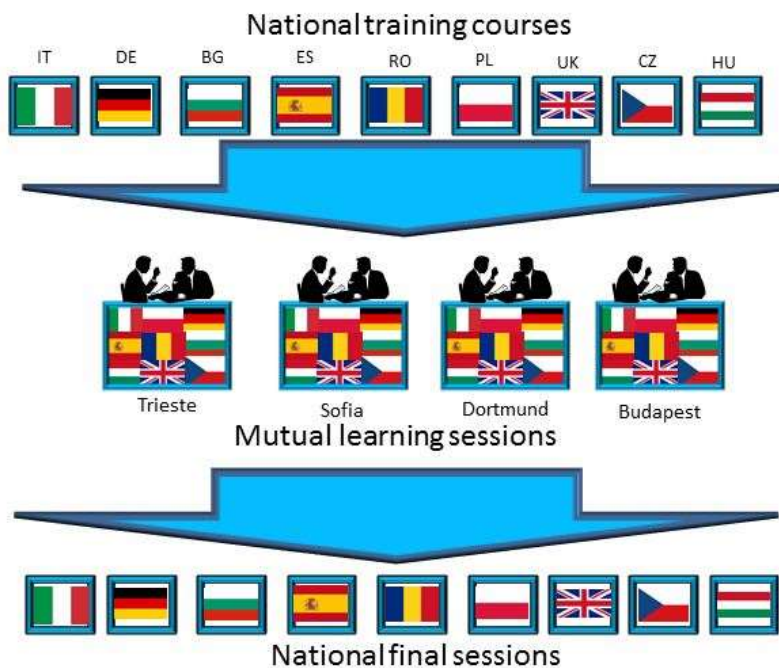 National training courses
IT DE BG ES RO PL UK CZ HU
Trieste Sofia Dortmund Budapest
Mutual learning sessions
National final sessions